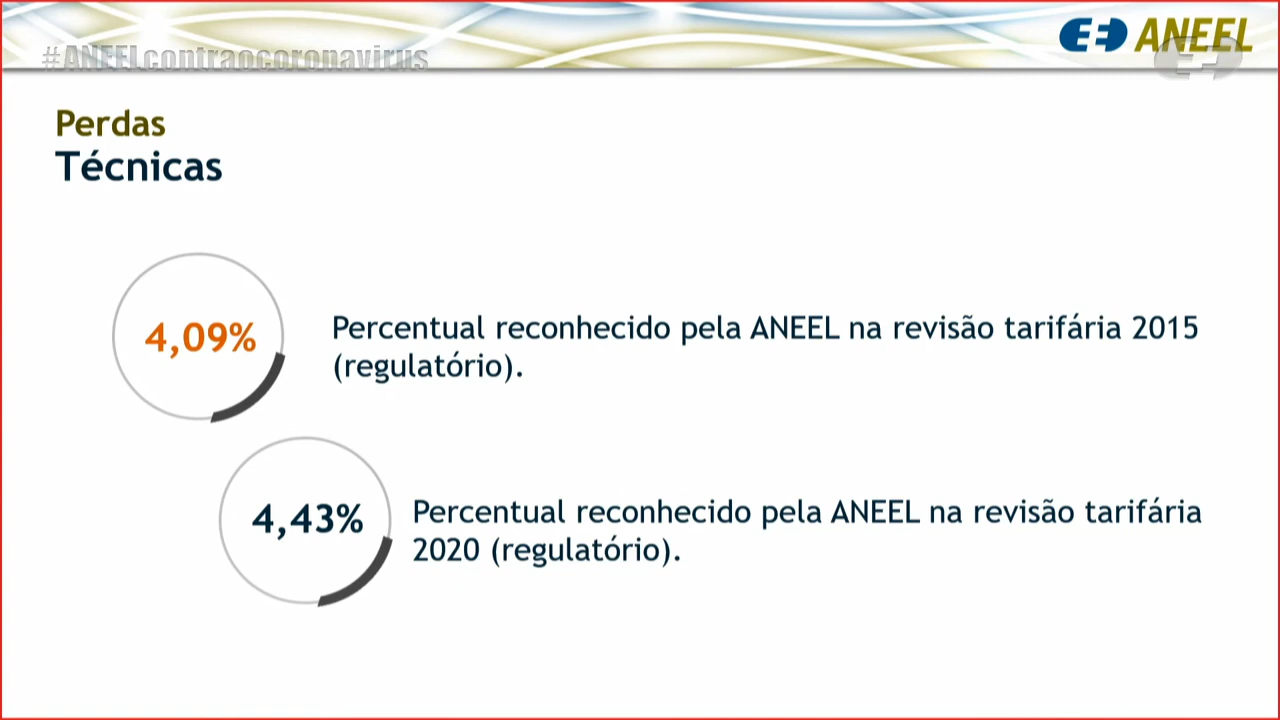 #ANEELcontraocoronavirus
ANEEL
Perdas
Técnicas
4,09%
Percentual reconhecido pela ANEEL na revisão tarifária 2015
(regulatório).
4,43%
Percentual reconhecido pela ANEEL na revisão tarifária
2020 (regulatório).